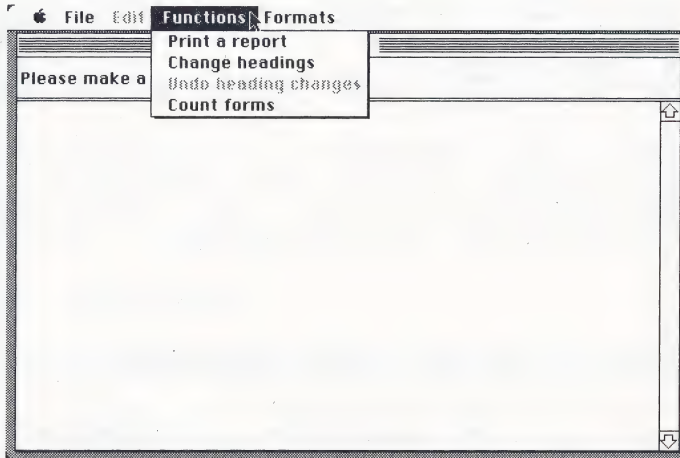 File Edit Functions Formats
Print a report
Change headings
Undo heading changes
Count forms
Please make a